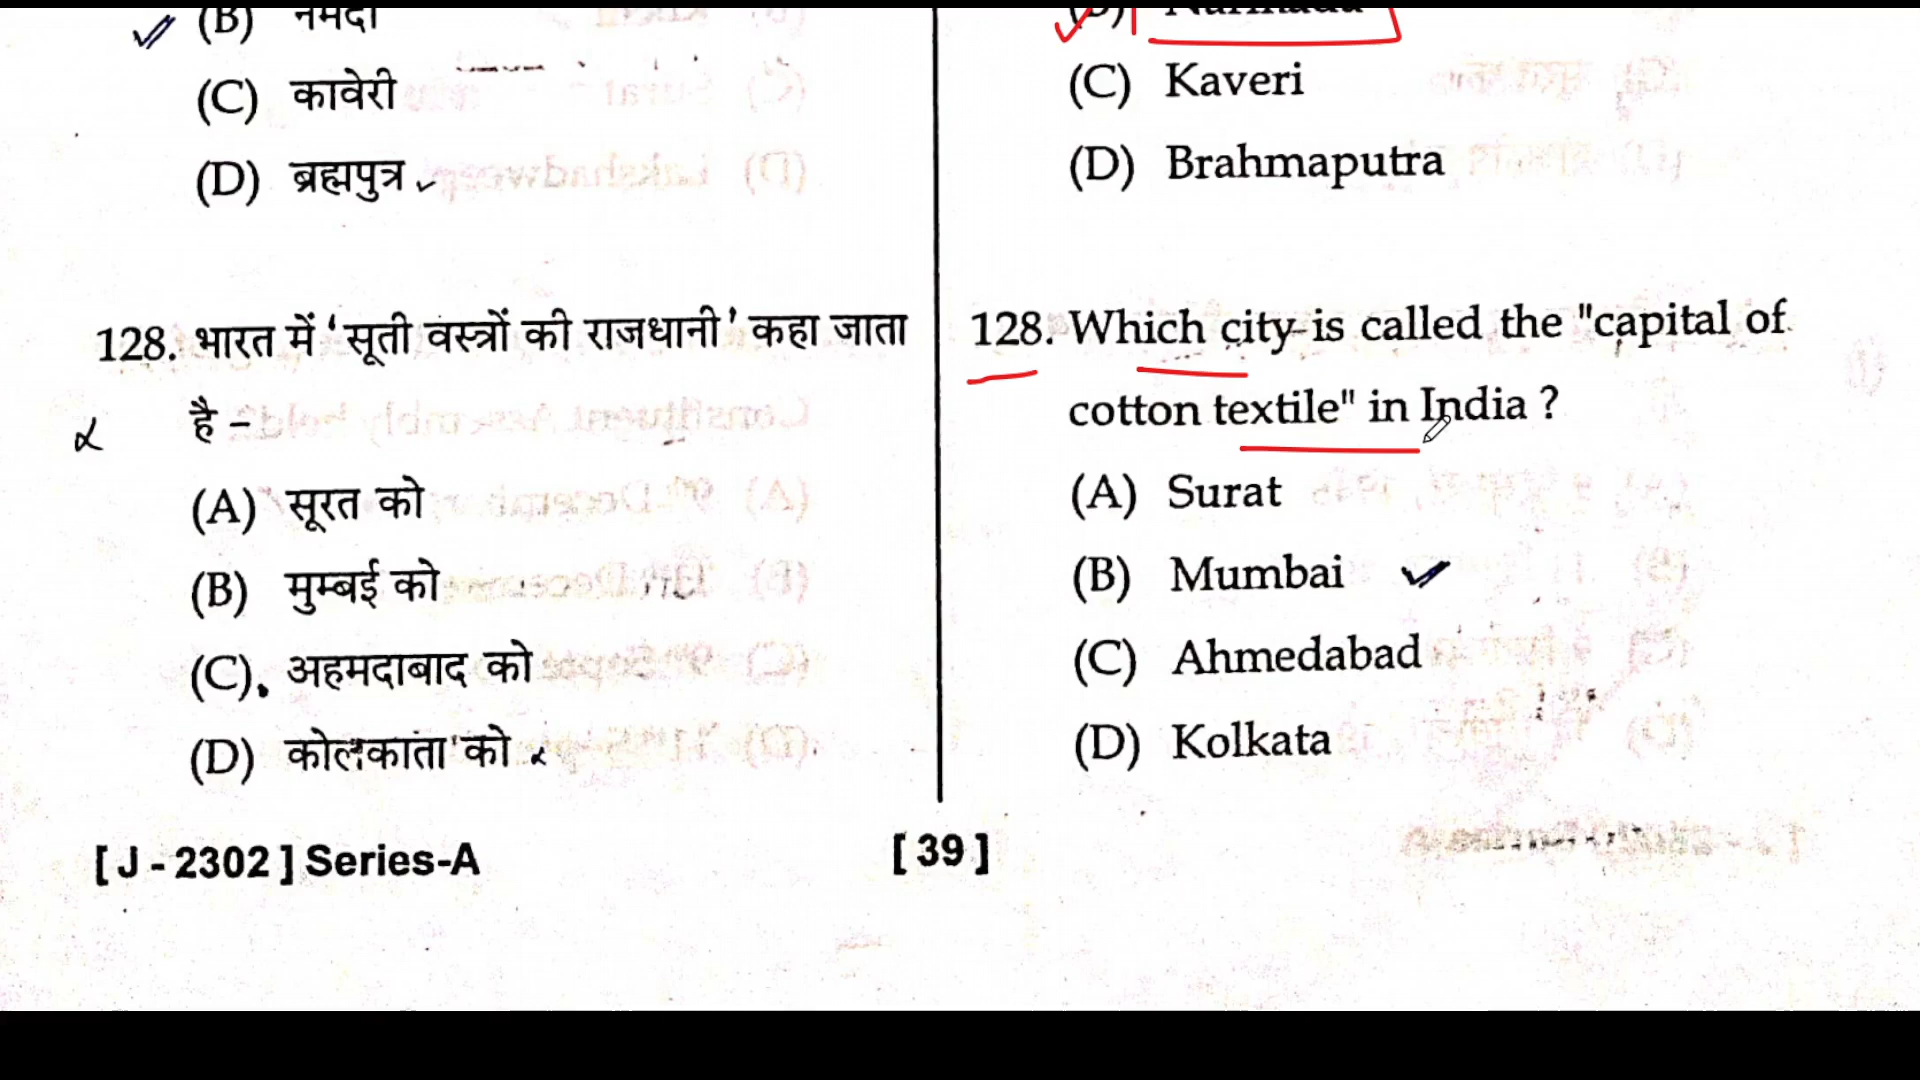 (B) नर्मदा
(C) कावेरी
(D) ब्रह्मपुत्र
128. भारत में ‘सूती वस्त्रों की राजधानी’ कहा जाता
है –
(A) सूरत को
(B) मुम्बई को
(C) अहमदाबाद को
(D) कोलकाता को
[ J - 2302 ] Series-A
(B) Narmada
(C) Kaveri
(D) Brahmaputra
128. Which city is called the "capital of
cotton textile" in India ?
(A) Surat
(B) Mumbai
(C) Ahmedabad
(D) Kolkata
[ 39 ]